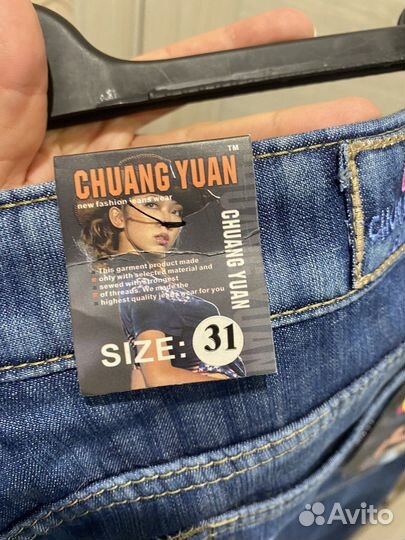 CHUANG YUAN™
new fashion jeans wear
CHUANG YUAN
This garment product made
only with selected material and
sewed with strongest
of threads. We made the
highest quality jeans wear for you
SIZE: 31
Avito